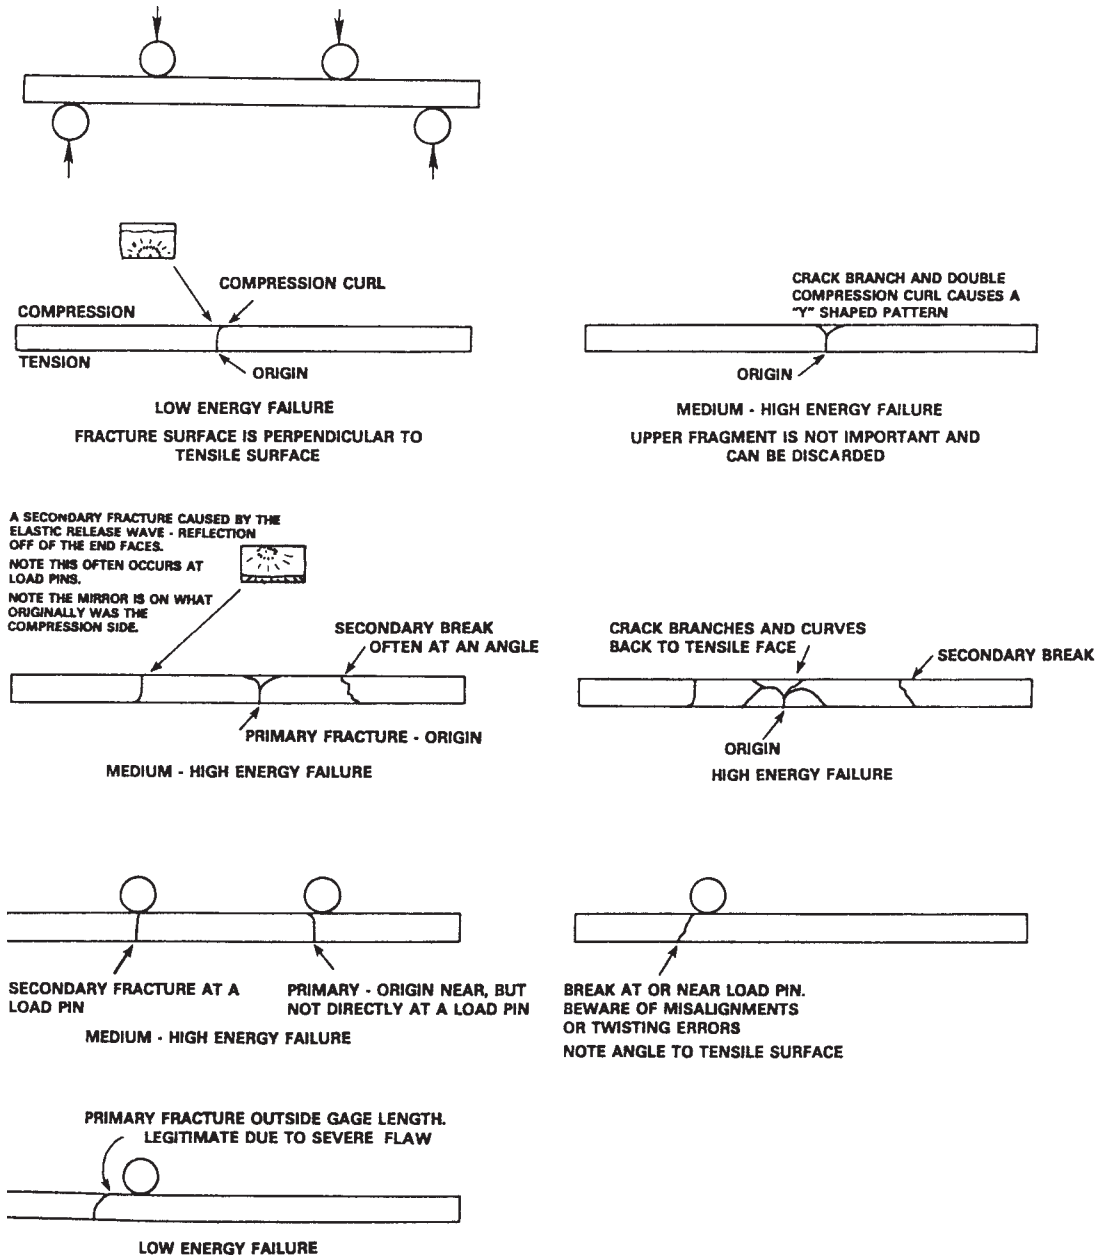 COMPRESSION CURL
COMPRESSION
TENSION
ORIGIN
LOW ENERGY FAILURE
FRACTURE SURFACE IS PERPENDICULAR TO
TENSILE SURFACE
CRACK BRANCH AND DOUBLE
COMPRESSION CURL CAUSES A
"Y" SHAPED PATTERN
ORIGIN
MEDIUM - HIGH ENERGY FAILURE
UPPER FRAGMENT IS NOT IMPORTANT AND
CAN BE DISCARDED
A SECONDARY FRACTURE CAUSED BY THE
ELASTIC RELEASE WAVE - REFLECTION
OFF OF THE END FACES.
NOTE THIS OFTEN OCCURS AT
LOAD PINS.
NOTE THE MIRROR IS ON WHAT
ORIGINALLY WAS THE
COMPRESSION SIDE.
SECONDARY BREAK
OFTEN AT AN ANGLE
PRIMARY FRACTURE - ORIGIN
MEDIUM - HIGH ENERGY FAILURE
CRACK BRANCHES AND CURVES
BACK TO TENSILE FACE
SECONDARY BREAK
ORIGIN
HIGH ENERGY FAILURE
SECONDARY FRACTURE AT A
LOAD PIN
PRIMARY - ORIGIN NEAR, BUT
NOT DIRECTLY AT A LOAD PIN
MEDIUM - HIGH ENERGY FAILURE
BREAK AT OR NEAR LOAD PIN.
BEWARE OF MISALIGNMENTS
OR TWISTING ERRORS
NOTE ANGLE TO TENSILE SURFACE
PRIMARY FRACTURE OUTSIDE GAGE LENGTH.
LEGITIMATE DUE TO SEVERE FLAW
LOW ENERGY FAILURE